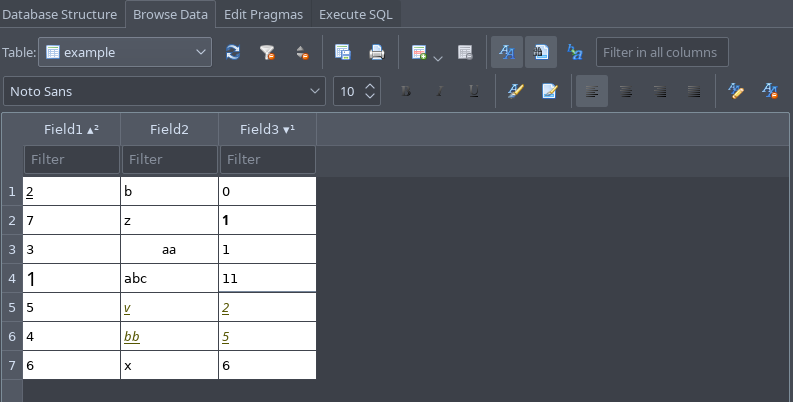 Database Structure Browse Data Edit Pragmas Execute SQL
Table: example Filter in all columns
Noto Sans 10 B I U
Field1 ▴² Field2 Field3 ▾¹
Filter Filter Filter
1 2 b 0
2 7 z 1
3 3 aa 1
4 1 abc 11
5 5 v 2
6 4 bb 5
7 6 x 6